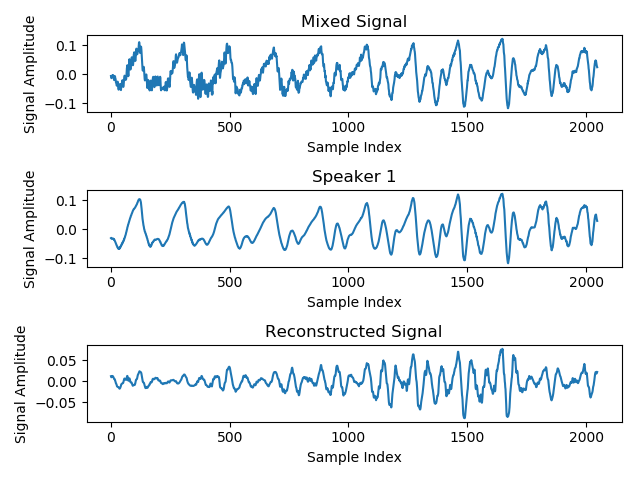 Mixed Signal
Signal Amplitude
0.1
0.0
−0.1
0 500 1000 1500 2000
Sample Index
Speaker 1
Signal Amplitude
0.1
0.0
−0.1
0 500 1000 1500 2000
Sample Index
Reconstructed Signal
Signal Amplitude
0.05
0.00
−0.05
0 500 1000 1500 2000
Sample Index